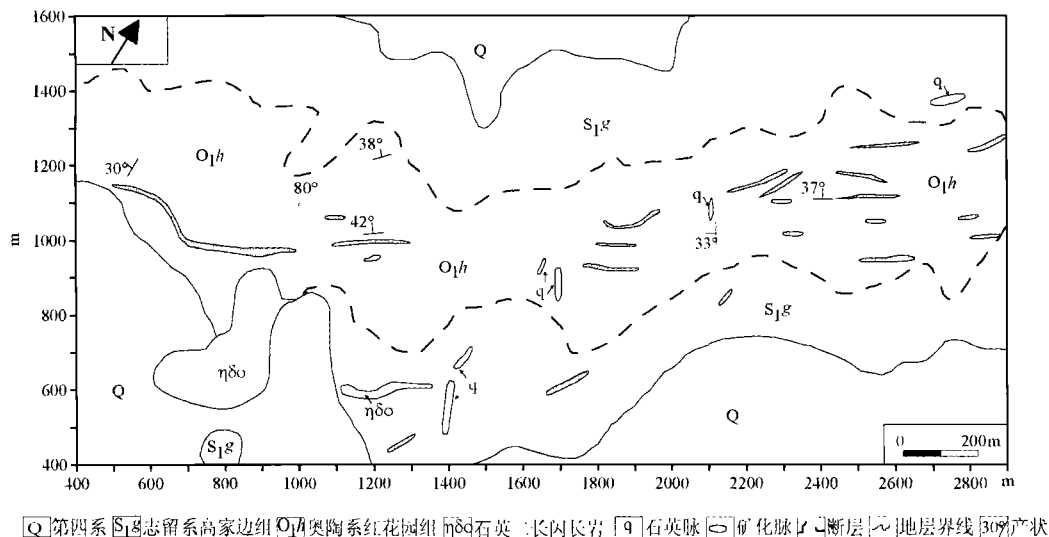 N
1600
1400
1200
1000
800
600
400
m
400 600 800 1000 1200 1400 1600 1800 2000 2200 2400 2600 2800 m
Q
S₁g
q
O₁h
38°
30°
80°
37°
O₁h
q
42°
33°
O₁h
q
S₁g
ηδο
q
Q
ηδο
Q
S₁g
0 200m
Q 第四系 S₁g 志留系高家边组 O₁h 奥陶系红花园组 ηδο 石英二长闪长岩 q 石英脉 矿化脉 断层 地层界线 30° 产状